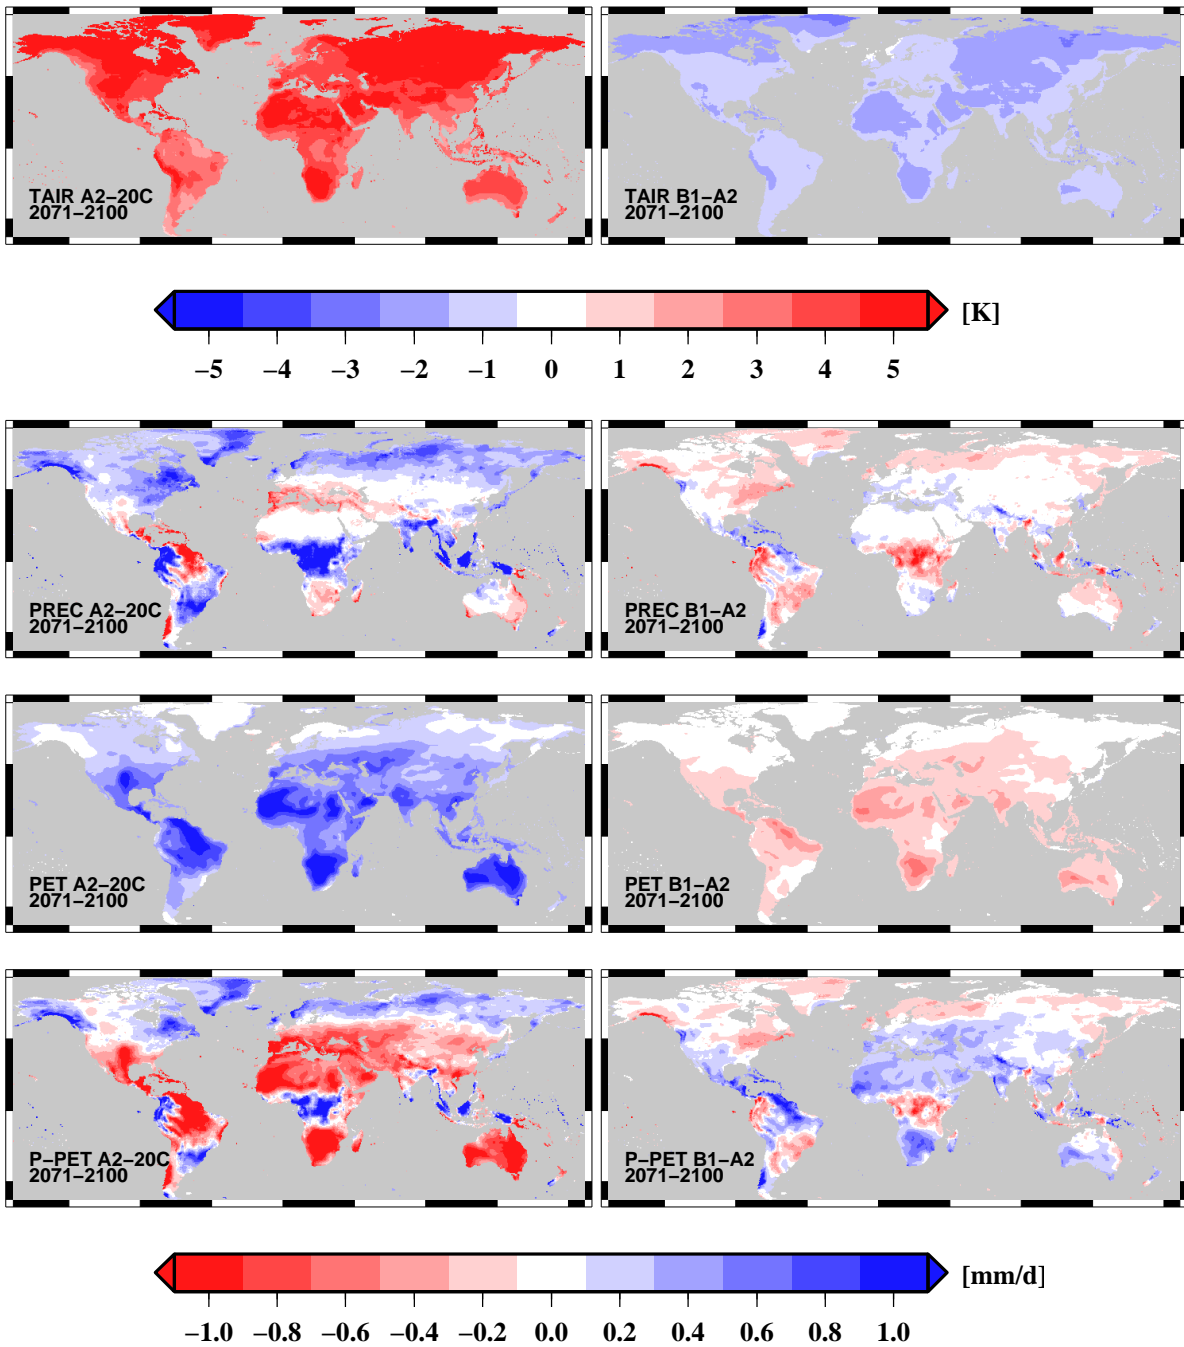 TAIR A2−20C
2071−2100
TAIR B1−A2
2071−2100
[K]
−5 −4 −3 −2 −1 0 1 2 3 4 5
PREC A2−20C
2071−2100
PREC B1−A2
2071−2100
PET A2−20C
2071−2100
PET B1−A2
2071−2100
P−PET A2−20C
2071−2100
P−PET B1−A2
2071−2100
[mm/d]
−1.0 −0.8 −0.6 −0.4 −0.2 0.0 0.2 0.4 0.6 0.8 1.0